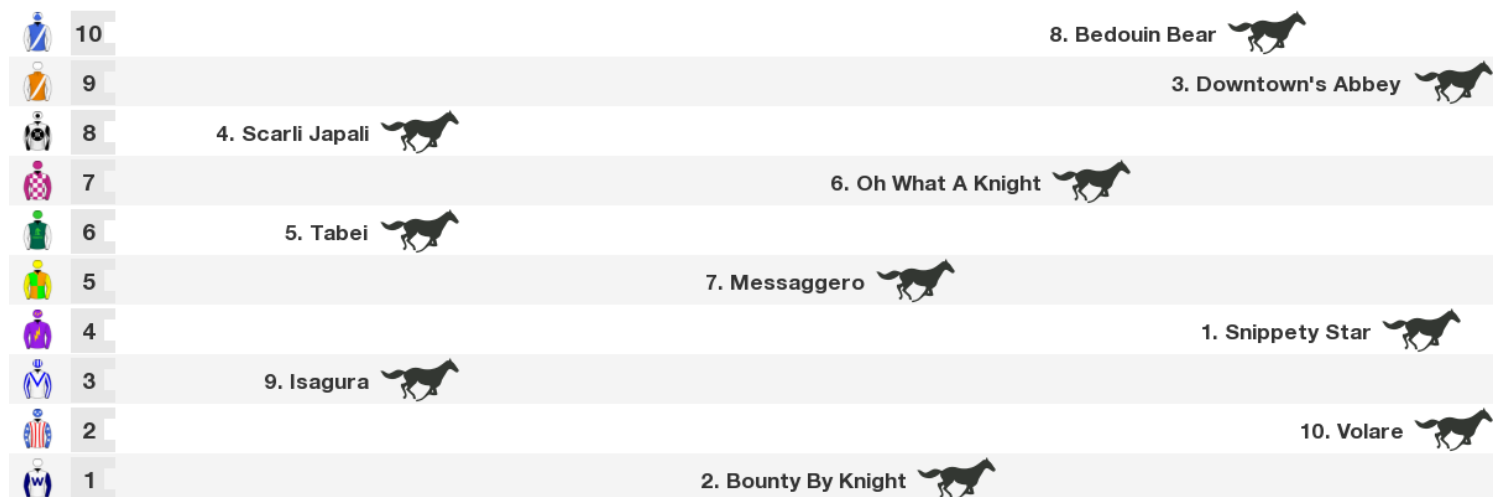 10 8. Bedouin Bear
9 3. Downtown's Abbey
8 4. Scarli Japali
7 6. Oh What A Knight
6 5. Tabei
5 7. Messaggero
4 1. Snippety Star
3 9. Isagura
2 10. Volare
W 1 2. Bounty By Knight